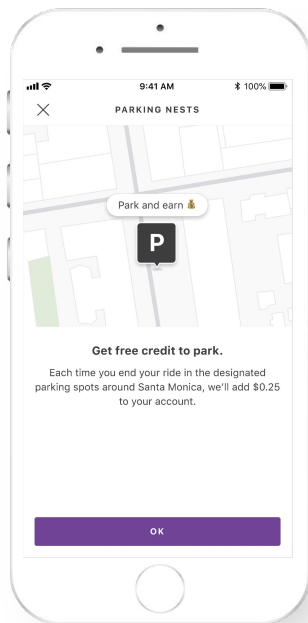 9:41 AM
100%
PARKING NESTS
Park and earn 💰
P
Get free credit to park.
Each time you end your ride in the designated
parking spots around Santa Monica, we'll add $0.25
to your account.
OK